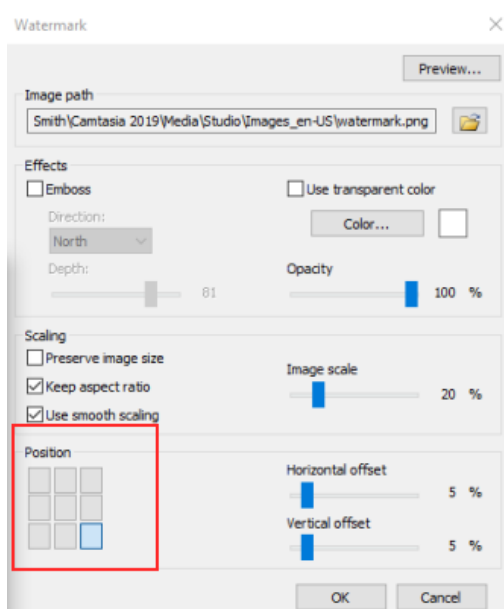 Watermark
Preview...
Image path
Smith\Camtasia 2019\Media\Studio\Images_en-US\watermark.png
Effects
Emboss
Use transparent color
Direction:
Color...
North
Depth:
Opacity
81
100 %
Scaling
Preserve image size
Image scale
Keep aspect ratio
20 %
Use smooth scaling
Position
Horizontal offset
5 %
Vertical offset
5 %
OK Cancel